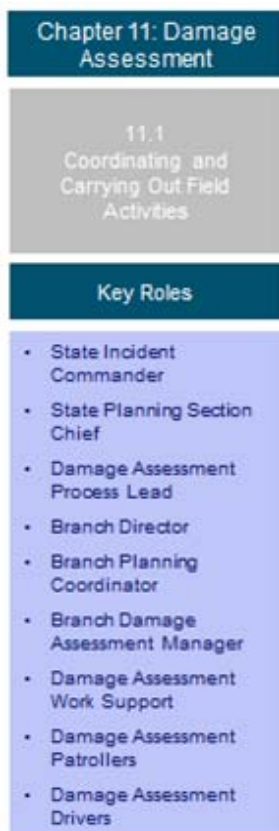 Chapter 11: Damage
Assessment
11.1
Coordinating and
Carrying Out Field
Activities
Key Roles
• State Incident
Commander
• State Planning Section
Chief
• Damage Assessment
Process Lead
• Branch Director
• Branch Planning
Coordinator
• Branch Damage
Assessment Manager
• Damage Assessment
Work Support
• Damage Assessment
Patrollers
• Damage Assessment
Drivers